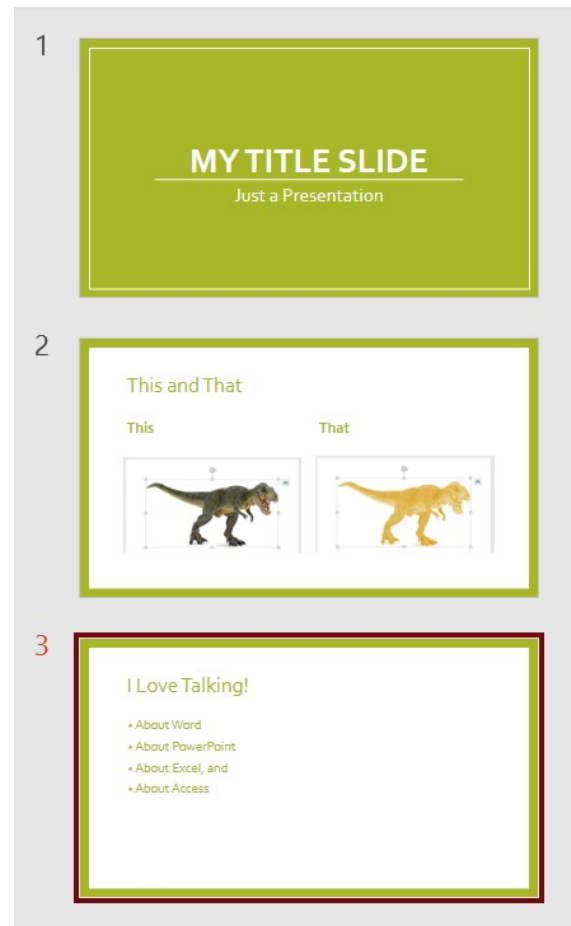 1
MY TITLE SLIDE
Just a Presentation
2
This and That
This That
3
I Love Talking!
• About Word
• About PowerPoint
• About Excel, and
• About Access